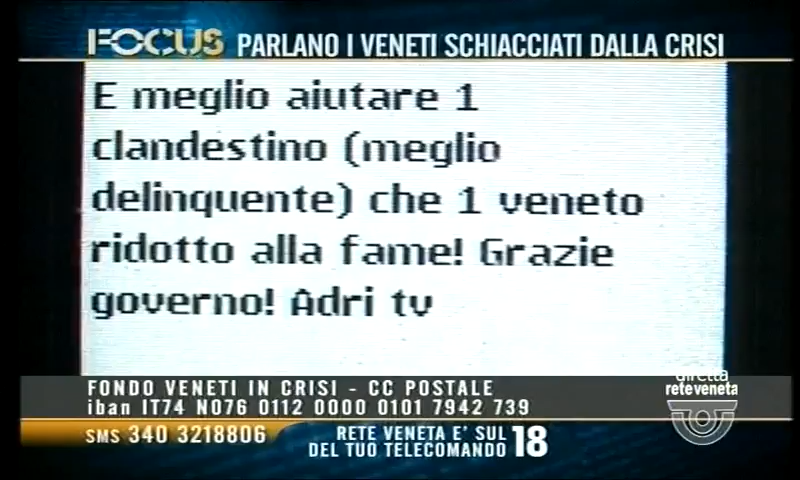 FOCUS PARLANO I VENETI SCHIACCIATI DALLA CRISI
E meglio aiutare 1
clandestino (meglio
delinquente) che 1 veneto
ridotto alla fame! Grazie
governo! Adri tv
diretta
reteveneta
FONDO VENETI IN CRISI - CC POSTALE
iban IT74 N076 0112 0000 0101 7942 739
SMS 340 3218806
RETE VENETA E' SUL
DEL TUO TELECOMANDO 18